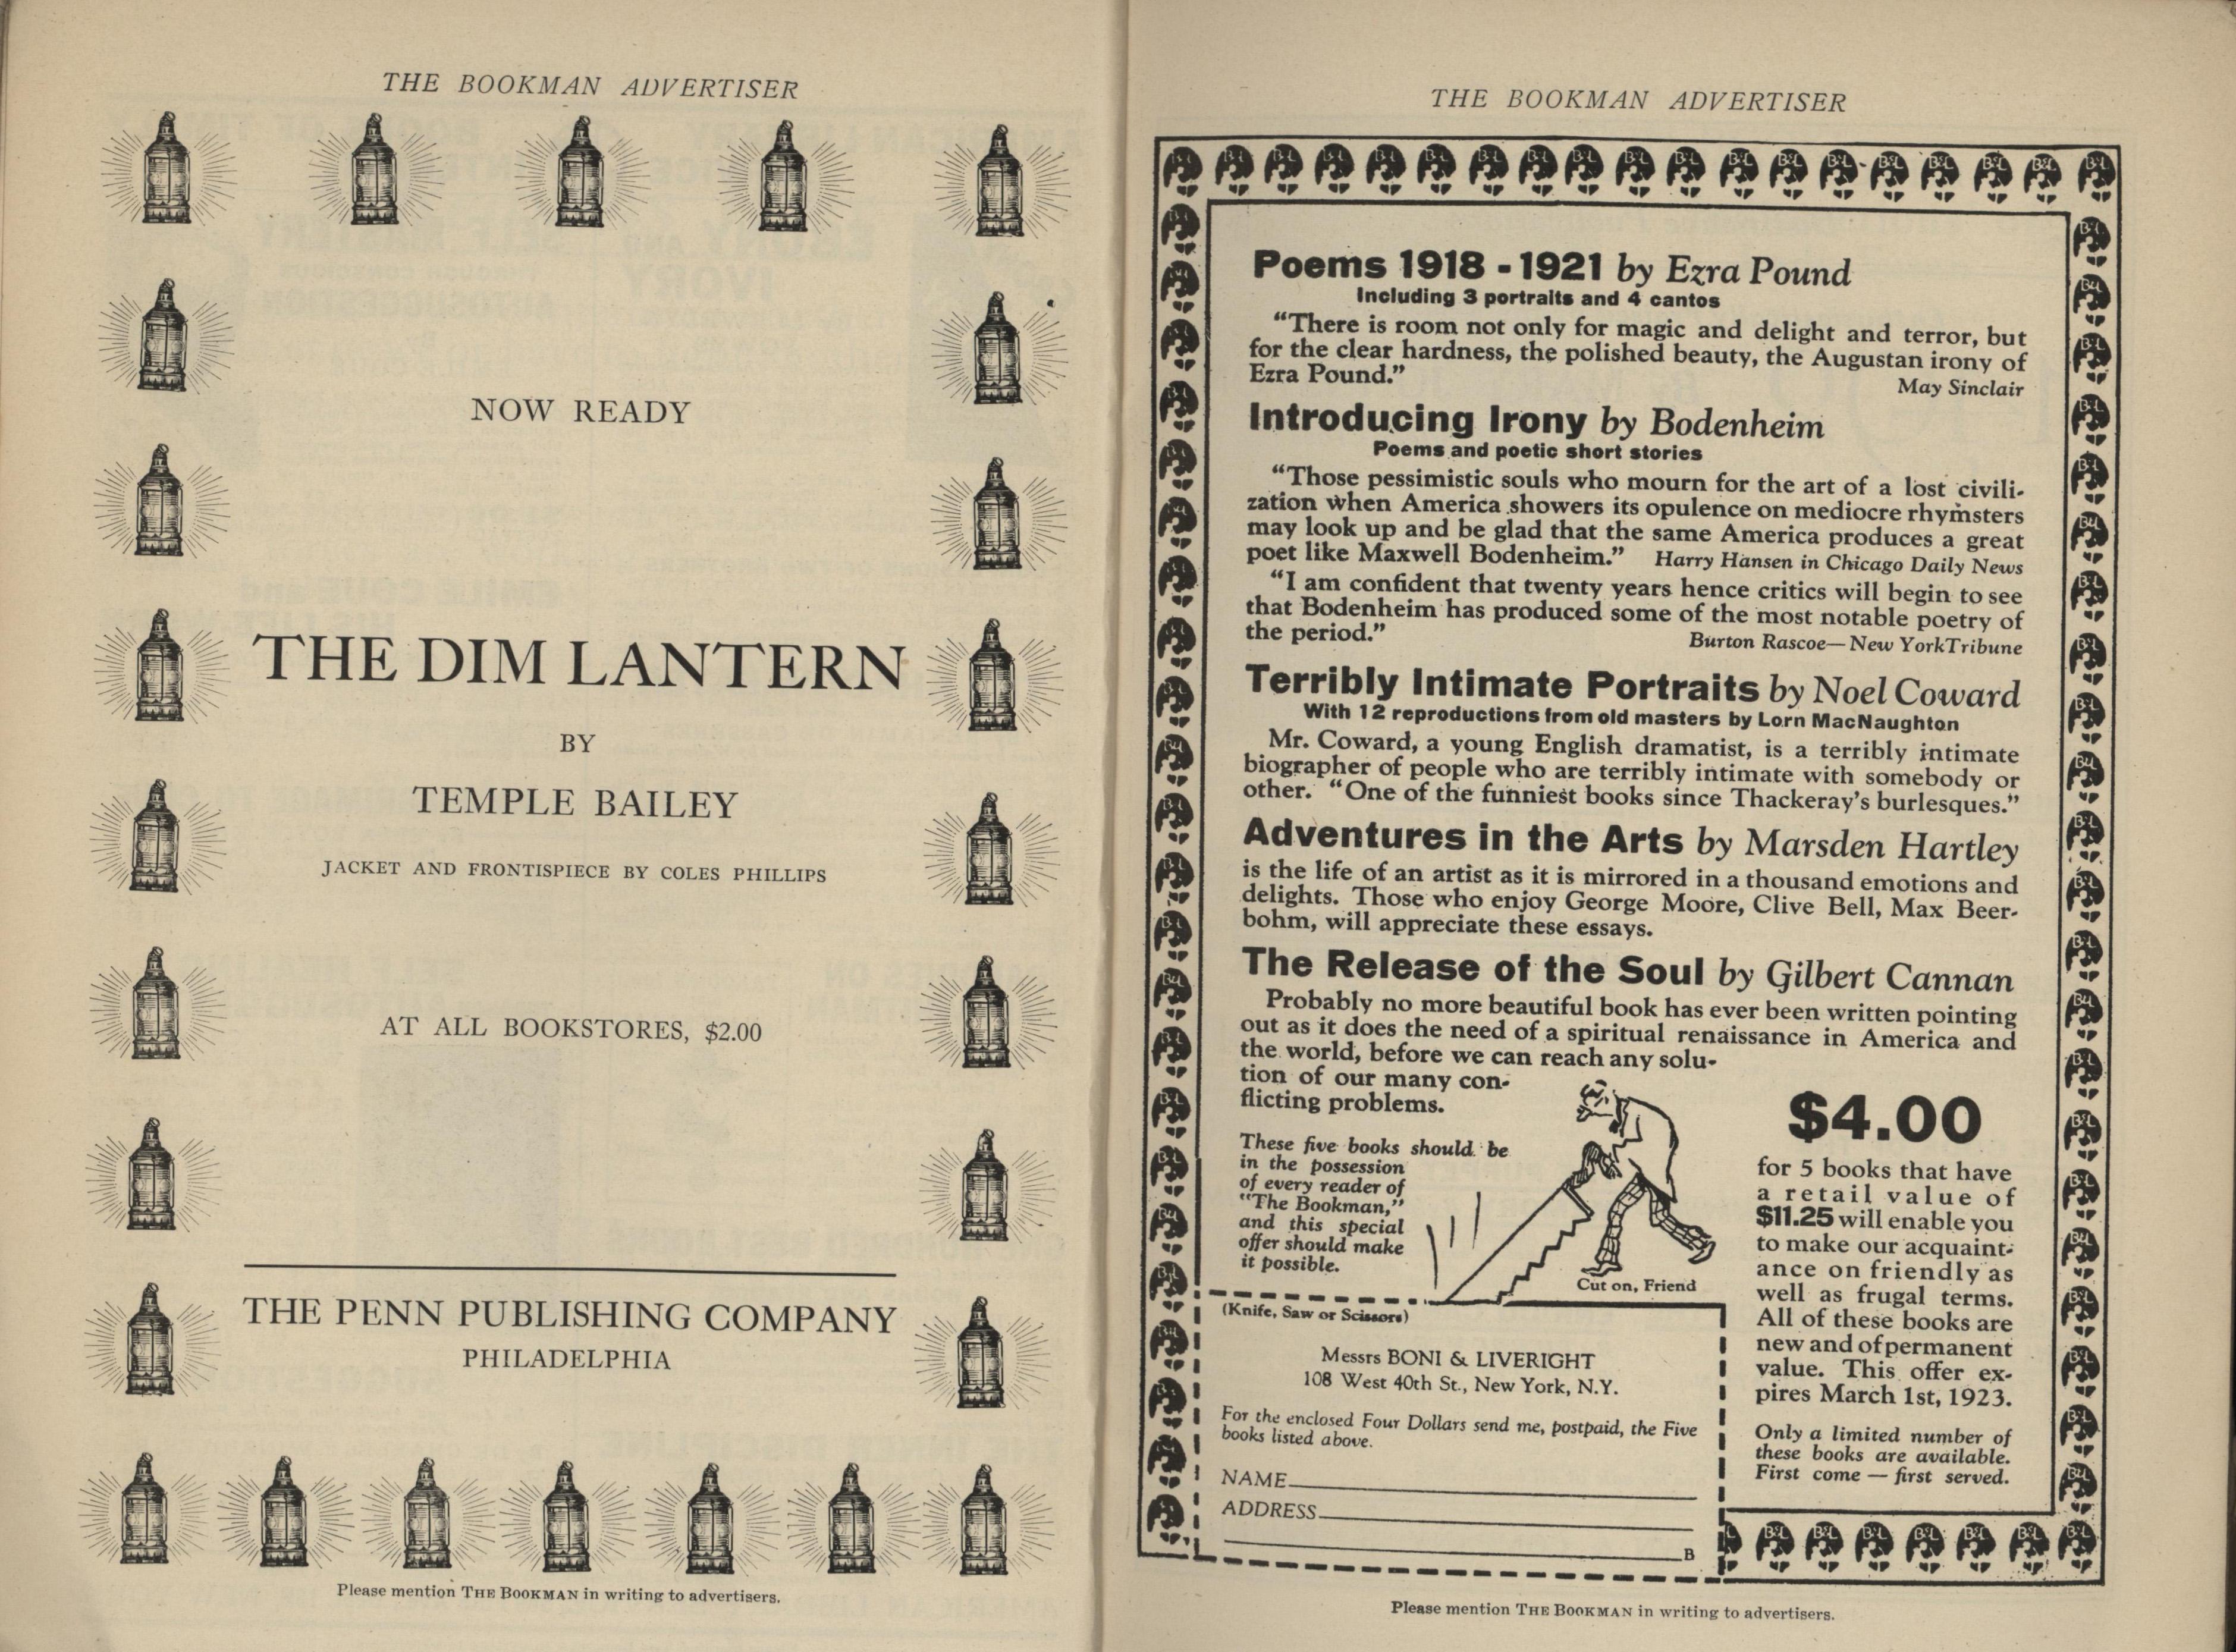 THE BOOKMAN ADVERTISER
NOW READY
THE DIM LANTERN
BY
TEMPLE BAILEY
JACKET AND FRONTISPIECE BY COLES PHILLIPS
AT ALL BOOKSTORES, $2.00
THE PENN PUBLISHING COMPANY
PHILADELPHIA
Please mention THE BOOKMAN in writing to advertisers.
THE BOOKMAN ADVERTISER
Poems 1918 - 1921 by Ezra Pound
Including 3 portraits and 4 cantos
“There is room not only for magic and delight and terror, but
for the clear hardness, the polished beauty, the Augustan irony of
Ezra Pound.”
May Sinclair
Introducing Irony by Bodenheim
Poems and poetic short stories
“Those pessimistic souls who mourn for the art of a lost civili-
zation when America showers its opulence on mediocre rhymsters
may look up and be glad that the same America produces a great
poet like Maxwell Bodenheim.” Harry Hansen in Chicago Daily News
“I am confident that twenty years hence critics will begin to see
that Bodenheim has produced some of the most notable poetry of
the period.” Burton Rascoe—New YorkTribune
Terribly Intimate Portraits by Noel Coward
With 12 reproductions from old masters by Lorn MacNaughton
Mr. Coward, a young English dramatist, is a terribly intimate
biographer of people who are terribly intimate with somebody or
other. “One of the funniest books since Thackeray’s burlesques.”
Adventures in the Arts by Marsden Hartley
is the life of an artist as it is mirrored in a thousand emotions and
delights. Those who enjoy George Moore, Clive Bell, Max Beer-
bohm, will appreciate these essays.
The Release of the Soul by Gilbert Cannan
Probably no more beautiful book has ever been written pointing
out as it does the need of a spiritual renaissance in America and
the world, before we can reach any solu-
tion of our many con-
flicting problems.
These five books should be
in the possession
of every reader of
“The Bookman,”
and this special
offer should make
it possible.
Cut on, Friend
(Knife, Saw or Scissors)
Messrs BONI & LIVERIGHT
108 West 40th St., New York, N.Y.
For the enclosed Four Dollars send me, postpaid, the Five
books listed above.
NAME
ADDRESS
B
$4.00
for 5 books that have
a retail value of
$11.25 will enable you
to make our acquaint-
ance on friendly as
well as frugal terms.
All of these books are
new and of permanent
value. This offer ex-
pires March 1st, 1923.
Only a limited number of
these books are available.
First come — first served.
Please mention THE BOOKMAN in writing to advertisers.